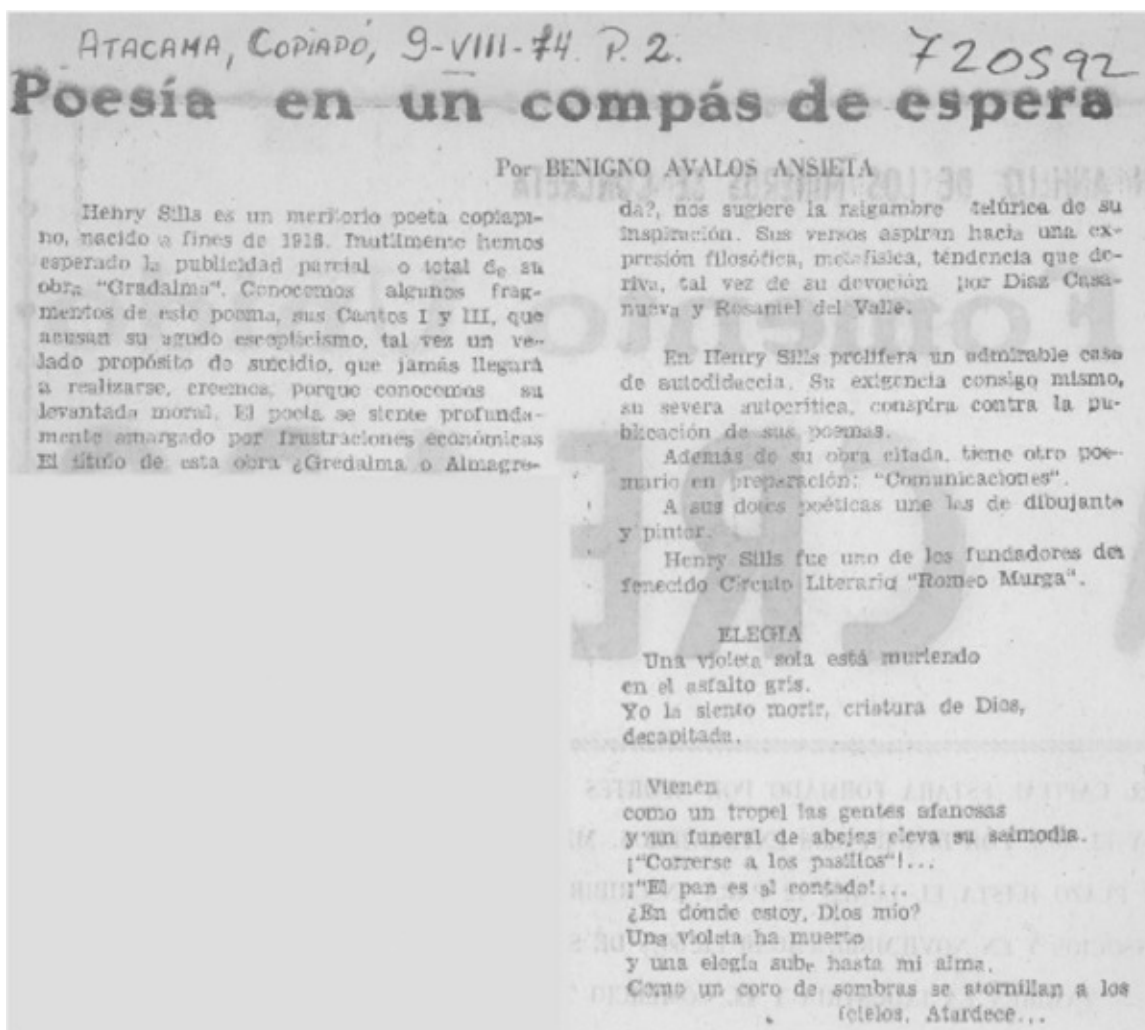 ATACAMA, COPIAPÓ, 9-VIII-74. P. 2.
720592
Poesía en un compás de espera
Por BENIGNO AVALOS ANSIETA
Henry Sills es un meritorio poeta copiapi-
no, nacido a fines de 1918. Inutilmente hemos
esperado la publicidad parcial o total de su
obra "Gredalma". Conocemos algunos frag-
mentos de este poema, sus Cantos I y III, que
acusan su agudo escepticismo, tal vez un ve-
lado propósito de suicidio, que jamás llegará
a realizarse, creemos, porque conocemos su
levantada moral. El poeta se siente profunda-
mente amargado por frustraciones económicas
El título de esta obra ¿Gredalma o Almagre-
da?, nos sugiere la raigambre telúrica de su
inspiración. Sus versos aspiran hacia una ex-
presión filosófica, metafísica, tendencia que de-
riva, tal vez de su devoción por Diaz Casa-
nueva y Rosamel del Valle.
En Henry Sills prolifera un admirable caso
de autodidaccia. Su exigencia consigo mismo,
su severa autocrítica, conspira contra la pu-
blicación de sus poemas.
Además de su obra citada, tiene otro poe-
mario en preparación: "Comunicaciones".
A sus dotes poéticas une las de dibujante
y pintor.
Henry Sills fue uno de los fundadores del
fenecido Círculo Literario "Romeo Murga".
ELEGIA
Una violeta sola está muriendo
en el asfalto gris.
Yo la siento morir, criatura de Dios,
decapitada.
Vienen
como un tropel las gentes afanosas
y un funeral de abejas eleva su salmodia.
¡"Correrse a los pasillos"!...
¡"El pan es al contado!...
¿En dónde estoy, Dios mío?
Una violeta ha muerto
y una elegía sube hasta mi alma.
Como un coro de sombras se atornillan a los
[cielos. Atardece...